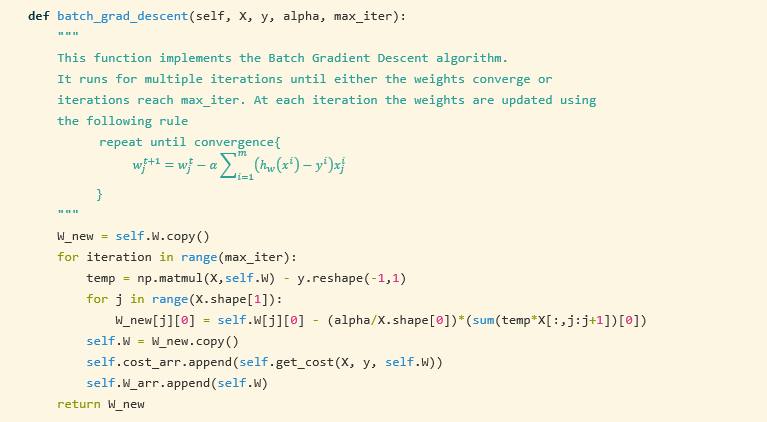 def batch_grad_descent(self, X, y, alpha, max_iter):
"""
This function implements the Batch Gradient Descent algorithm.
It runs for multiple iterations until either the weights converge or
iterations reach max_iter. At each iteration the weights are updated using
the following rule
repeat until convergence{
w_j^{t+1} = w_j^t − α ∑_{i=1}^m (h_w(x^i) − y^i)x_j^i
}
"""
W_new = self.W.copy()
for iteration in range(max_iter):
temp = np.matmul(X,self.W) - y.reshape(-1,1)
for j in range(X.shape[1]):
W_new[j][0] = self.W[j][0] - (alpha/X.shape[0])*(sum(temp*X[:,j:j+1])[0])
self.W = W_new.copy()
self.cost_arr.append(self.get_cost(X, y, self.W))
self.W_arr.append(self.W)
return W_new